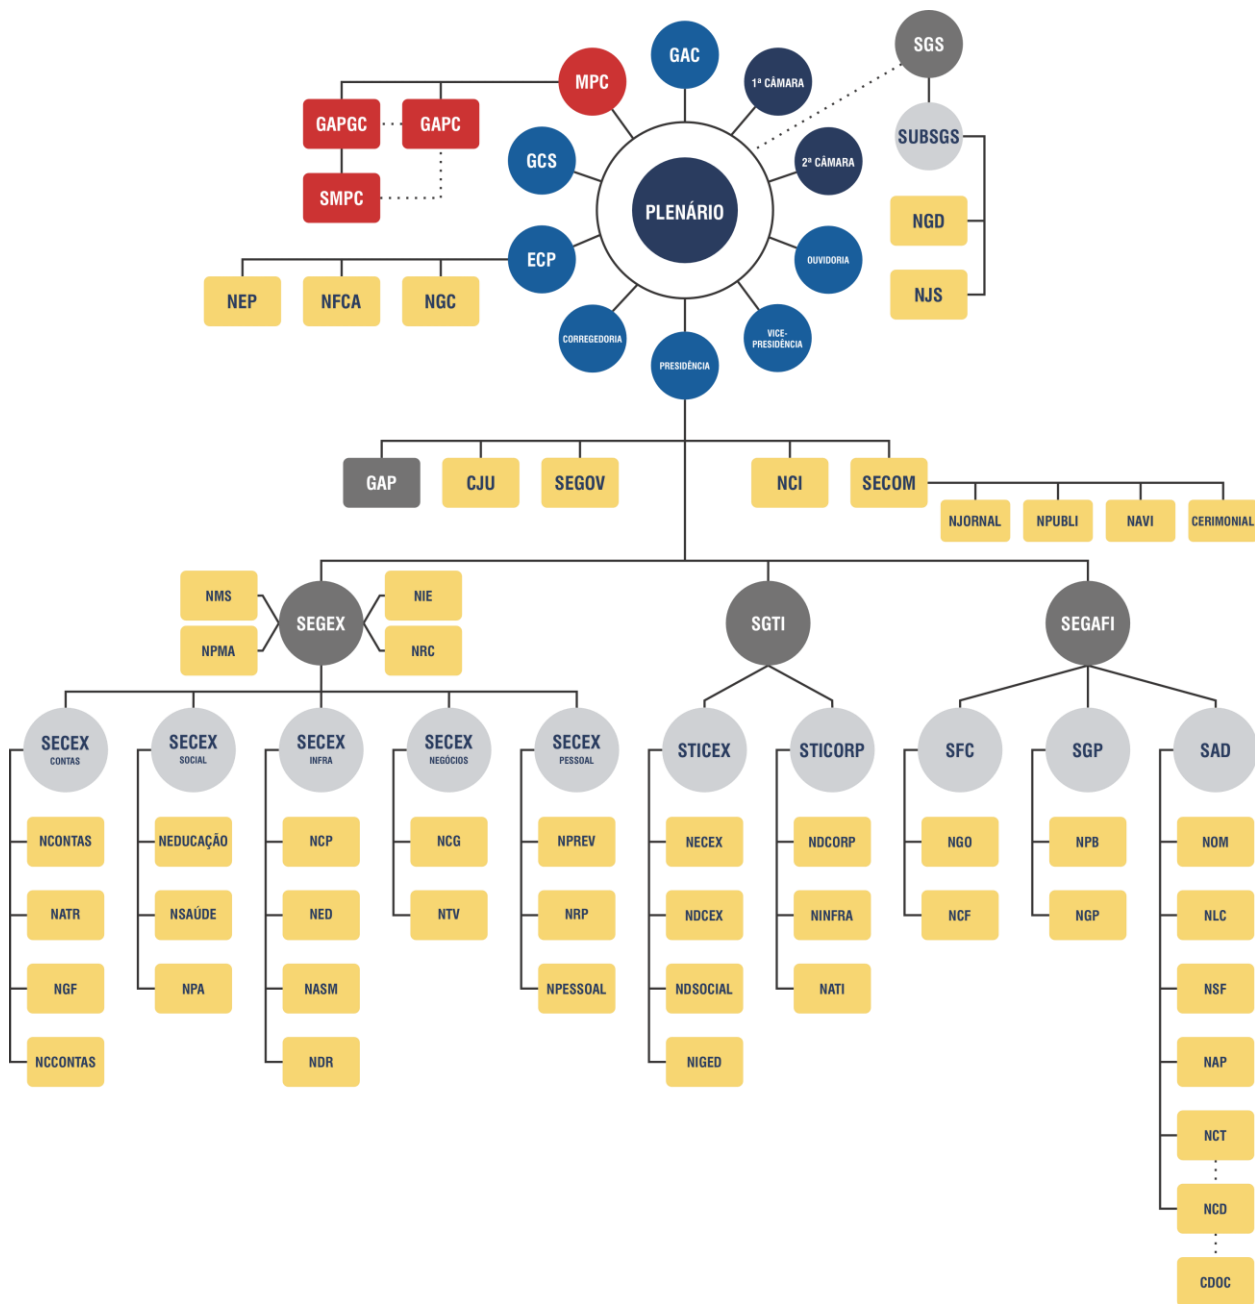 GAC
SGS
MPC
1ª CÂMARA
GAPGC
GAPC
SUBSGS
GCS
2ª CÂMARA
SMPC
PLENÁRIO
NGD
ECP
OUVIDORIA
NEP
NFCA
NGC
NJS
CORREGEDORIA
VICE-
PRESIDÊNCIA
PRESIDÊNCIA
GAP
CJU
SEGOV
NCI
SECOM
NJORNAL
NPUBLI
NAVI
CERIMONIAL
NMS
NIE
SEGEX
SGTI
SEGAFI
NPMA
NRC
SECEX
CONTAS
SECEX
SOCIAL
SECEX
INFRA
SECEX
NEGÓCIOS
SECEX
PESSOAL
STICEX
STICORP
SFC
SGP
SAD
NCONTAS
NEDUCAÇÃO
NCP
NCG
NPREV
NECEX
NDCORP
NGO
NPB
NOM
NATR
NSAÚDE
NED
NTV
NRP
NDCEX
NINFRA
NCF
NGP
NLC
NGF
NPA
NASM
NPESSOAL
NDSOCIAL
NATI
NSF
NCCONTAS
NDR
NIGED
NAP
NCT
NCD
CDOC